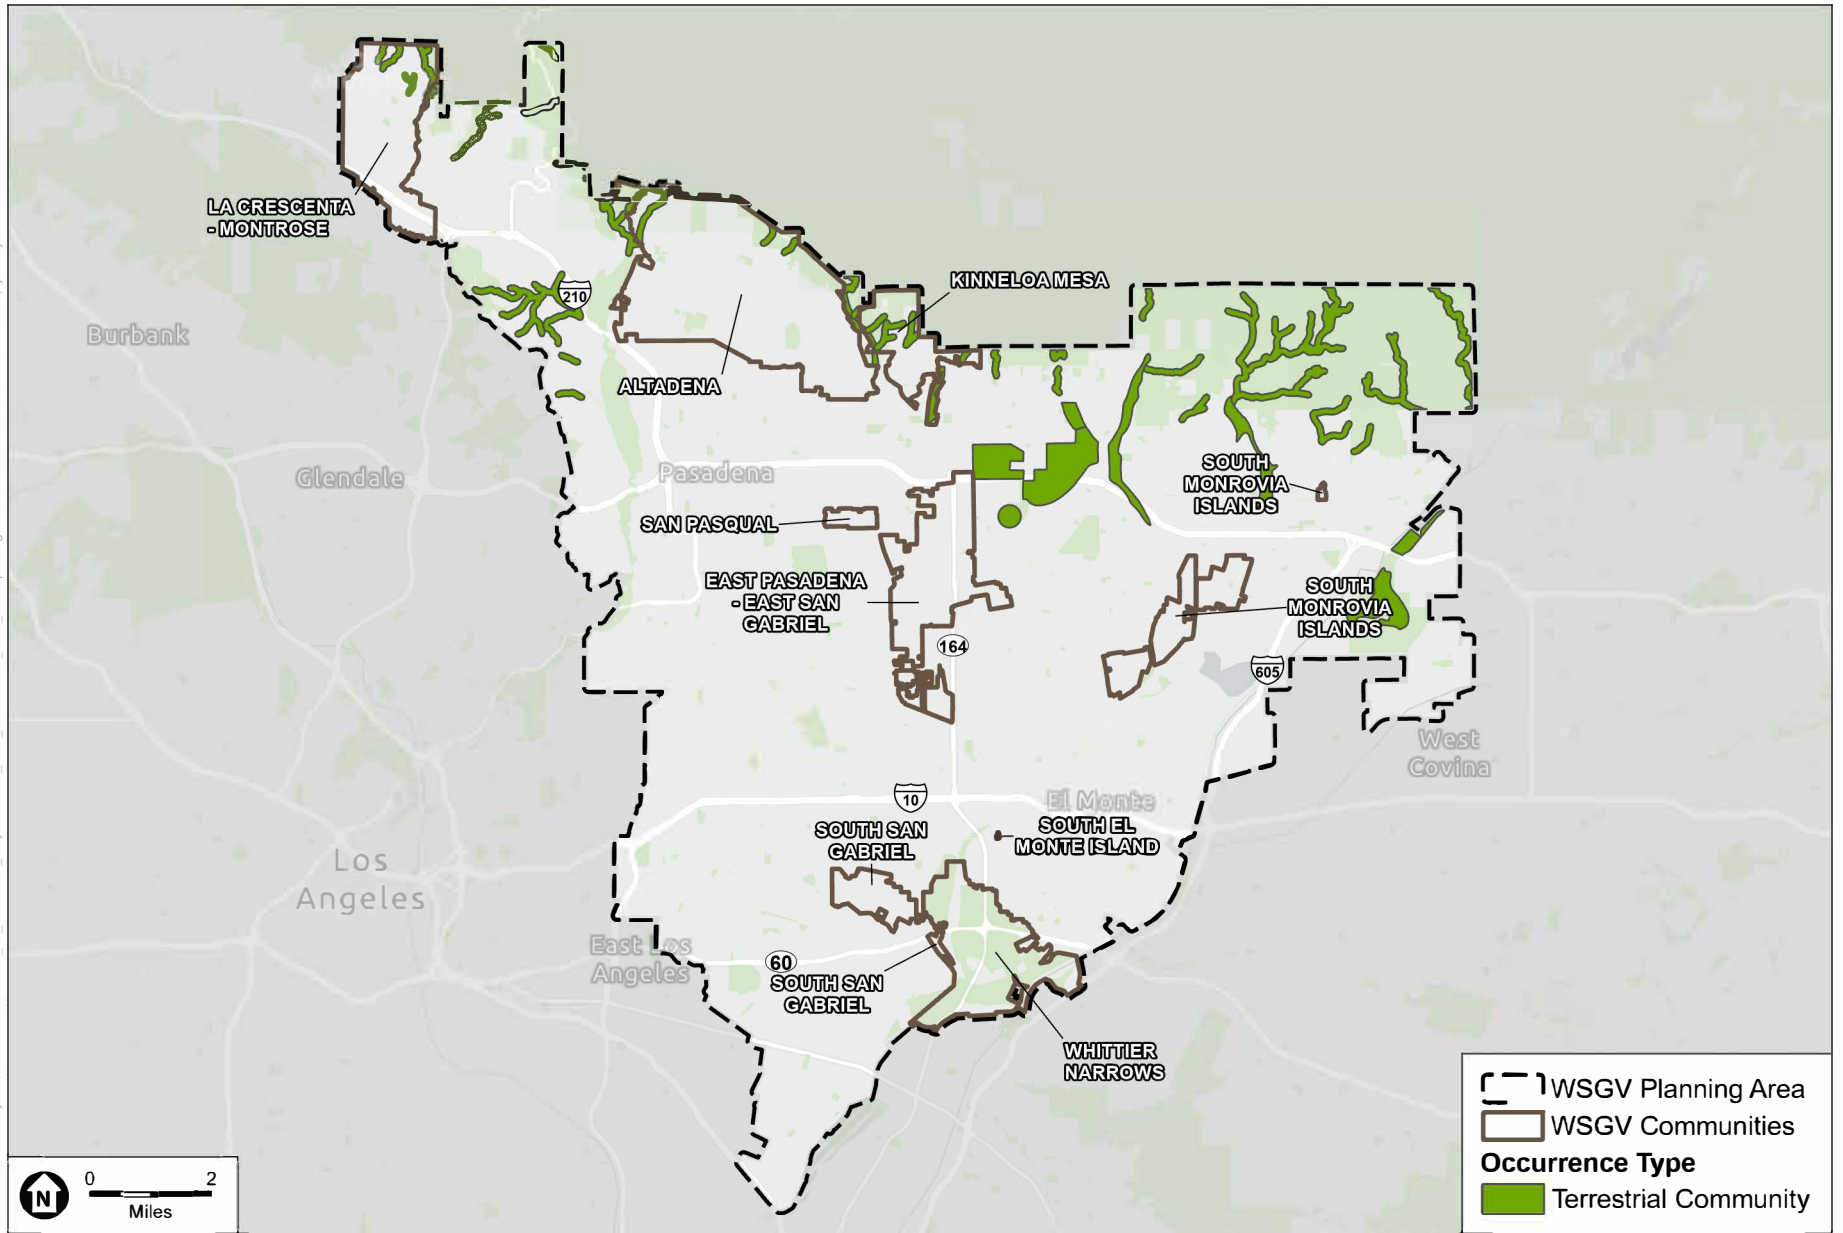 LA CRESCENTA
- MONTROSE
210
KINNELOA MESA
Burbank
ALTADENA
Glendale
Pasadena
SOUTH
MONROVIA
ISLANDS
SAN PASQUAL
EAST PASADENA
- EAST SAN
GABRIEL
SOUTH
MONROVIA
ISLANDS
164
605
West
Covina
10
El Monte
SOUTH SAN
GABRIEL
SOUTH EL
MONTE ISLAND
Los
Angeles
East Los
Angeles
60
SOUTH SAN
GABRIEL
WHITTIER
NARROWS
WSGV Planning Area
WSGV Communities
Occurrence Type
Terrestrial Community
N
0 2
Miles